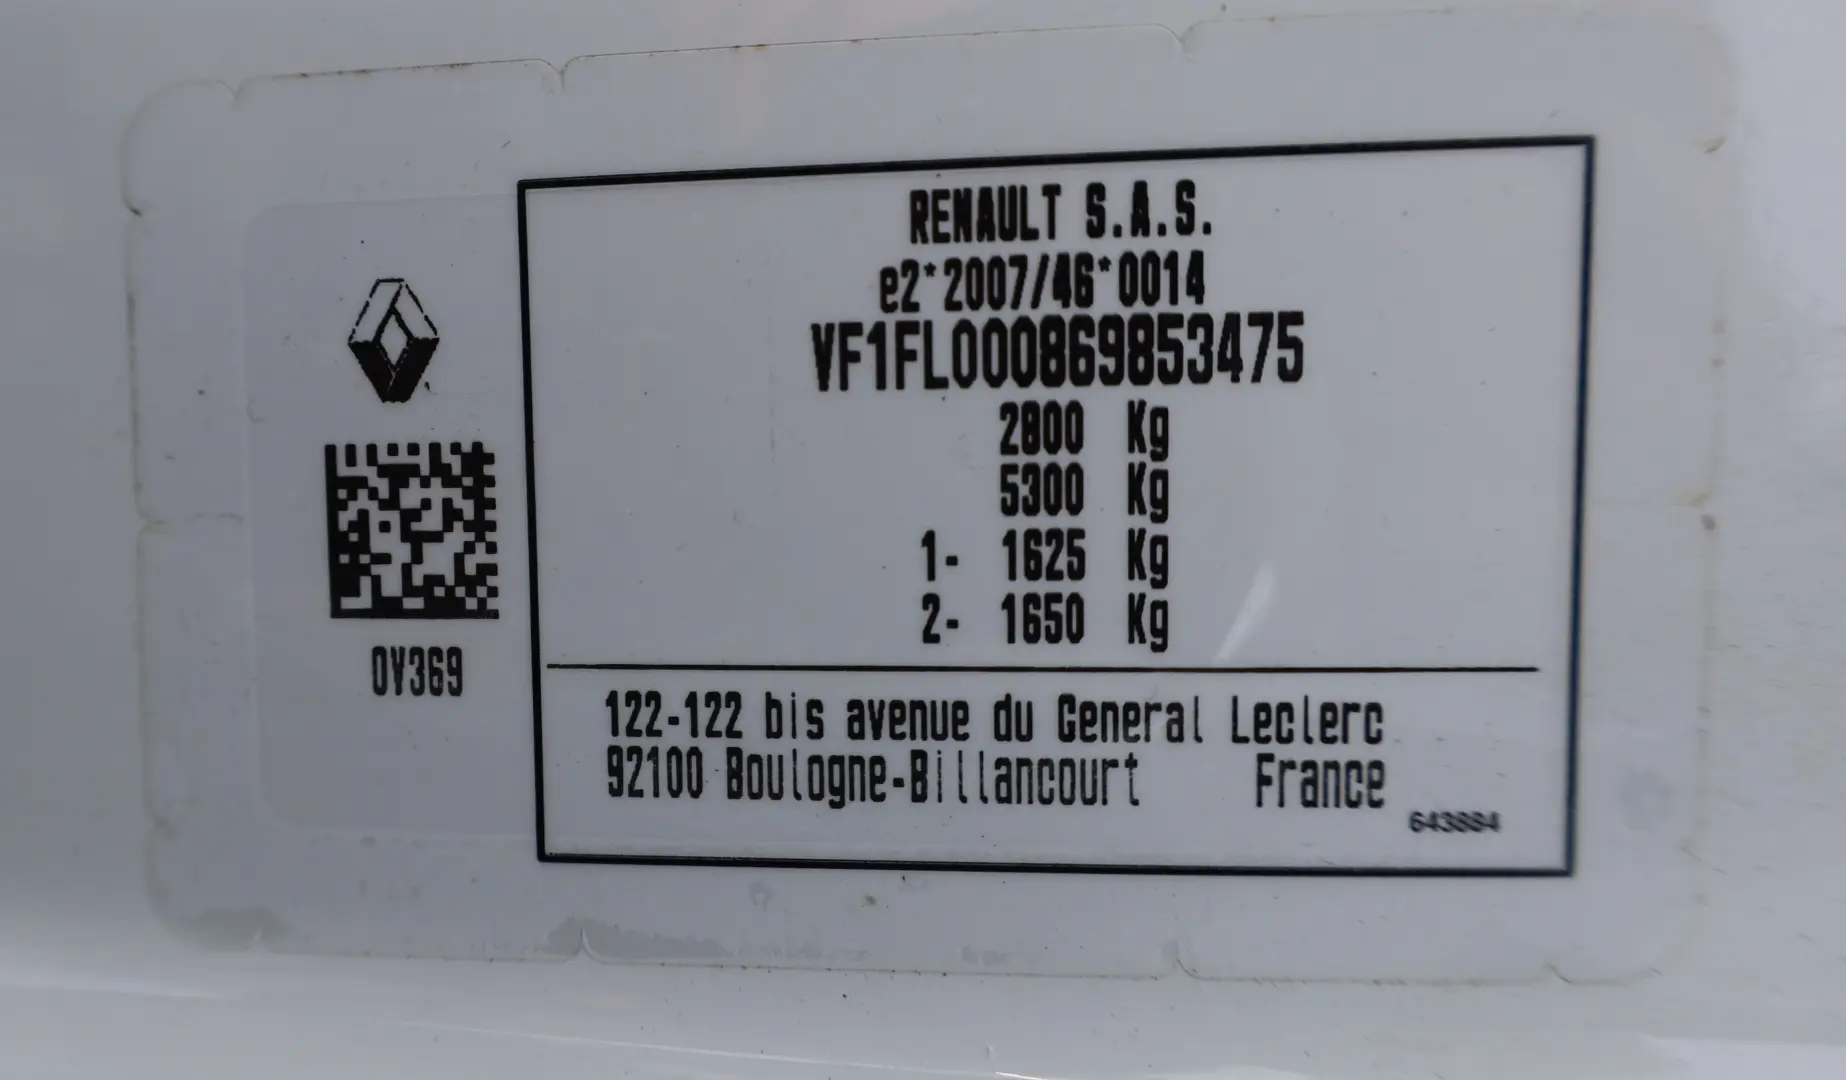 RENAULT S.A.S.
e2*2007/46*0014
VF1FL000869853475
2800 Kg
5300 Kg
1- 1625 Kg
2- 1650 Kg
0V369
122-122 bis avenue du General Leclerc
92100 Boulogne-Billancourt France
643884